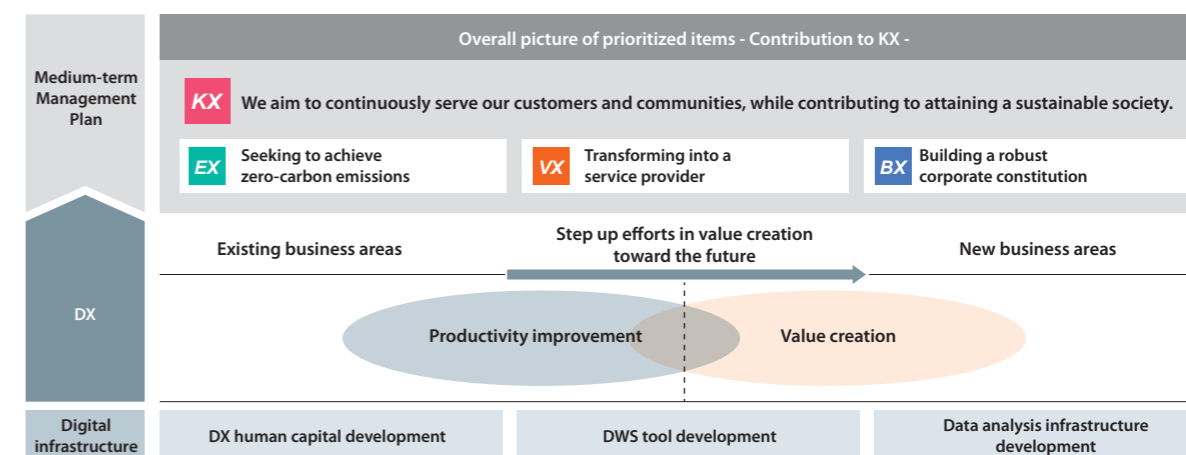 Medium-term
Management
Plan
Overall picture of prioritized items - Contribution to KX -
KX
We aim to continuously serve our customers and communities, while contributing to attaining a sustainable society.
EX
Seeking to achieve
zero-carbon emissions
VX
Transforming into a
service provider
BX
Building a robust
corporate constitution
DX
Existing business areas
Step up efforts in value creation
toward the future
New business areas
Productivity improvement
Value creation
Digital
infrastructure
DX human capital development
DWS tool development
Data analysis infrastructure
development